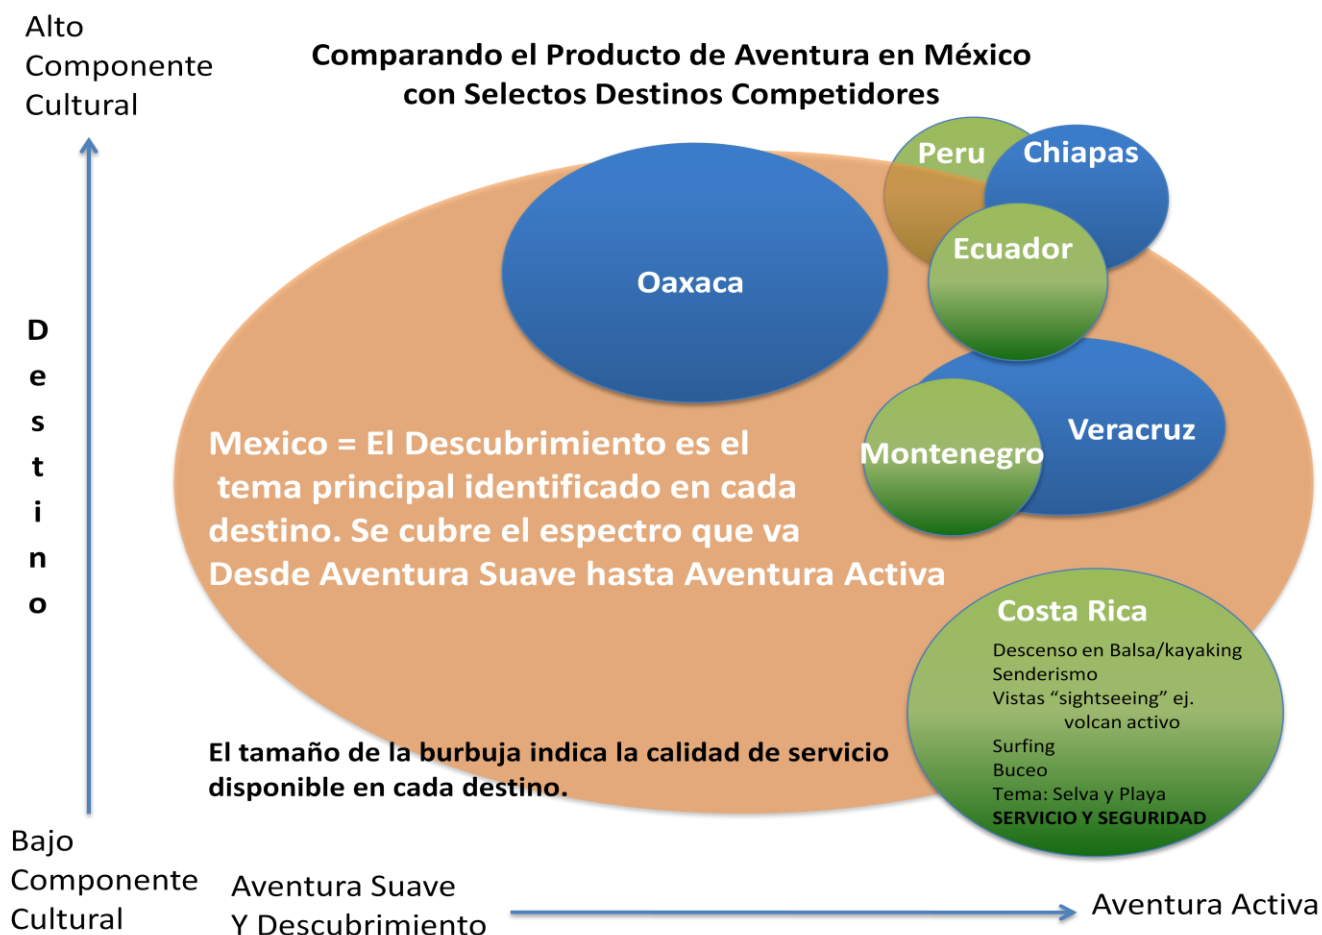 Alto
Componente
Cultural
Comparando el Producto de Aventura en México
con Selectos Destinos Competidores
Peru
Chiapas
Ecuador
Oaxaca
Destino
Veracruz
Montenegro
Mexico = El Descubrimiento es el
tema principal identificado en cada
destino. Se cubre el espectro que va
Desde Aventura Suave hasta Aventura Activa
Costa Rica
Descenso en Balsa/kayaking
Senderismo
Vistas “sightseeing” ej.
volcan activo
Surfing
Buceo
Tema: Selva y Playa
SERVICIO Y SEGURIDAD
El tamaño de la burbuja indica la calidad de servicio
disponible en cada destino.
Bajo
Componente
Cultural
Aventura Suave
Y Descubrimiento
Aventura Activa